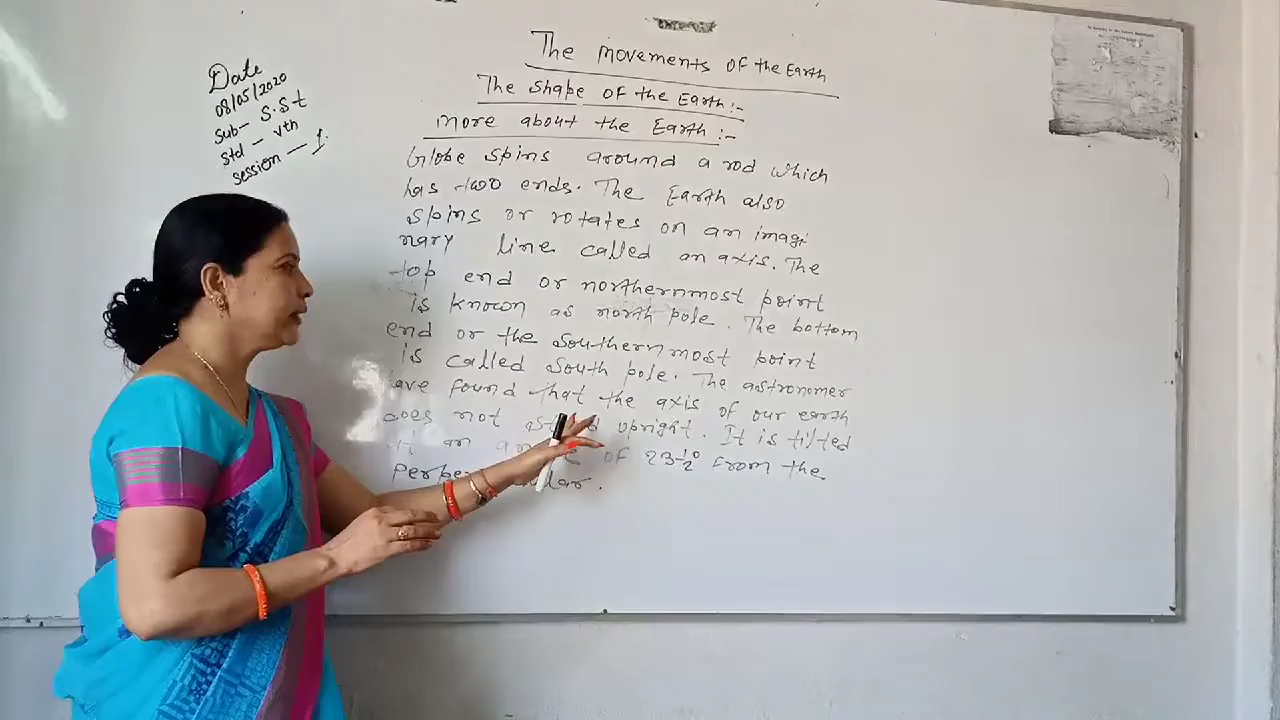 Date
08/05/2020
Sub- S.St
Std - Vth
Session - I
The movements of the Earth
The Shape of the Earth:-
more about the Earth:-
Globe spins around a rod which
has two ends. The Earth also
spins or rotates on an imagi
nary line called an axis. The
top end or northernmost point
is known as north pole. The bottom
end or the southernmost point
is called south pole. The astronomer
have found that the axis of our earth
does not upright. It is tilted
an of 23½° from the